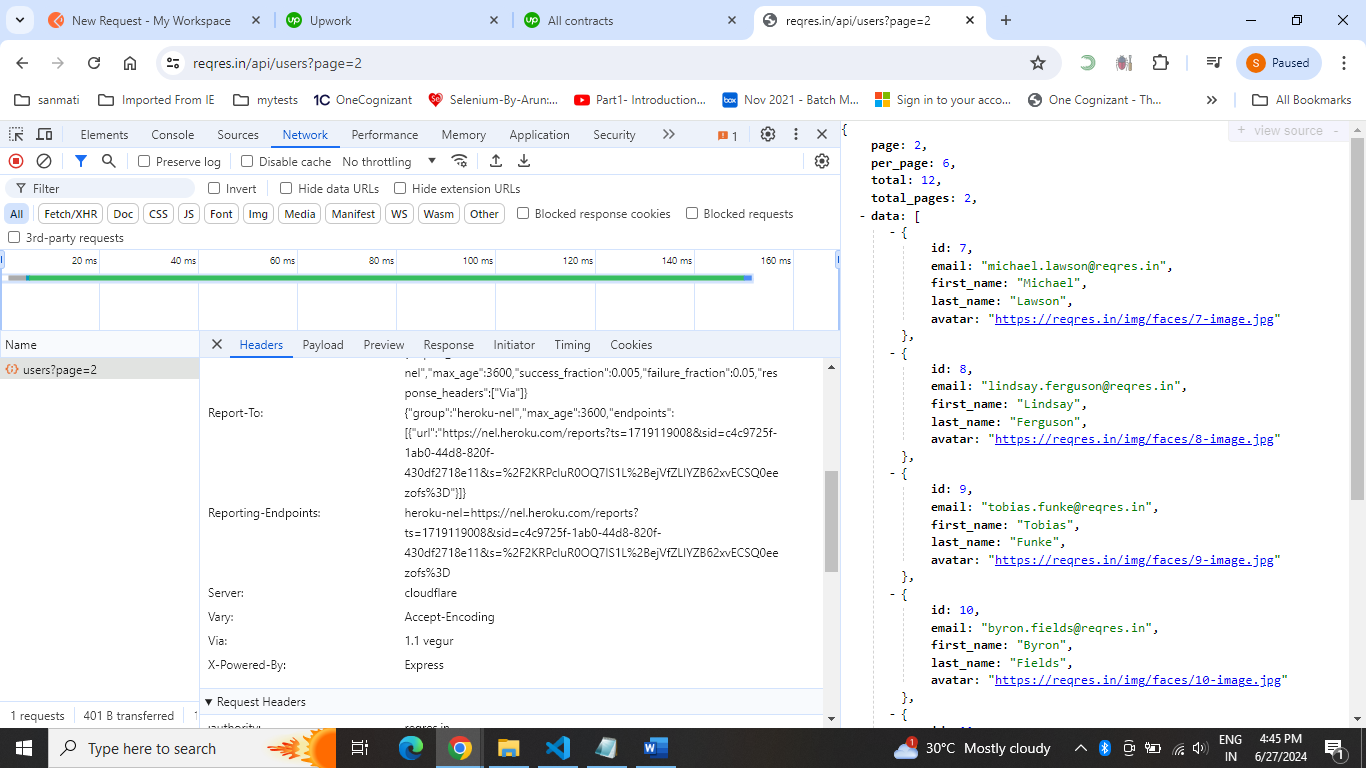 New Request - My Workspace
Upwork
All contracts
reqres.in/api/users?page=2
reqres.in/api/users?page=2
S Paused
sanmati
Imported From IE
mytests
1C OneCognizant
Selenium-By-Arun:...
Part1- Introduction...
box Nov 2021 - Batch M...
Sign in to your acco...
One Cognizant - Th...
All Bookmarks
Elements Console Sources Network Performance Memory Application Security 1
Preserve log Disable cache No throttling
Filter Invert Hide data URLs Hide extension URLs
All Fetch/XHR Doc CSS JS Font Img Media Manifest WS Wasm Other Blocked response cookies Blocked requests
3rd-party requests
20 ms 40 ms 60 ms 80 ms 100 ms 120 ms 140 ms 160 ms
Name
users?page=2
Headers Payload Preview Response Initiator Timing Cookies
nel","max_age":3600,"success_fraction":0.005,"failure_fraction":0.05,"res
ponse_headers":["Via"]}
Report-To: {"group":"heroku-nel","max_age":3600,"endpoints":
[{"url":"https://nel.heroku.com/reports?ts=1719119008&sid=c4c9725f-
1ab0-44d8-820f-
430df2718e11&s=%2F2KRPcIuR0OQ7IS1L%2BejVfZLIYZB62xvECSQ0ee
zofs%3D"}]}
Reporting-Endpoints: heroku-nel=https://nel.heroku.com/reports?
ts=1719119008&sid=c4c9725f-1ab0-44d8-820f-
430df2718e11&s=%2F2KRPcIuR0OQ7IS1L%2BejVfZLIYZB62xvECSQ0ee
zofs%3D
Server: cloudflare
Vary: Accept-Encoding
Via: 1.1 vegur
X-Powered-By: Express
▼ Request Headers
:authority: reqres.in
1 requests 401 B transferred
+ view source -
{
page: 2,
per_page: 6,
total: 12,
total_pages: 2,
- data: [
- {
id: 7,
email: "michael.lawson@reqres.in",
first_name: "Michael",
last_name: "Lawson",
avatar: "https://reqres.in/img/faces/7-image.jpg"
},
- {
id: 8,
email: "lindsay.ferguson@reqres.in",
first_name: "Lindsay",
last_name: "Ferguson",
avatar: "https://reqres.in/img/faces/8-image.jpg"
},
- {
id: 9,
email: "tobias.funke@reqres.in",
first_name: "Tobias",
last_name: "Funke",
avatar: "https://reqres.in/img/faces/9-image.jpg"
},
- {
id: 10,
email: "byron.fields@reqres.in",
first_name: "Byron",
last_name: "Fields",
avatar: "https://reqres.in/img/faces/10-image.jpg"
},
- {
Type here to search
1
30°C Mostly cloudy
ENG
IN
4:45 PM
6/27/2024
1